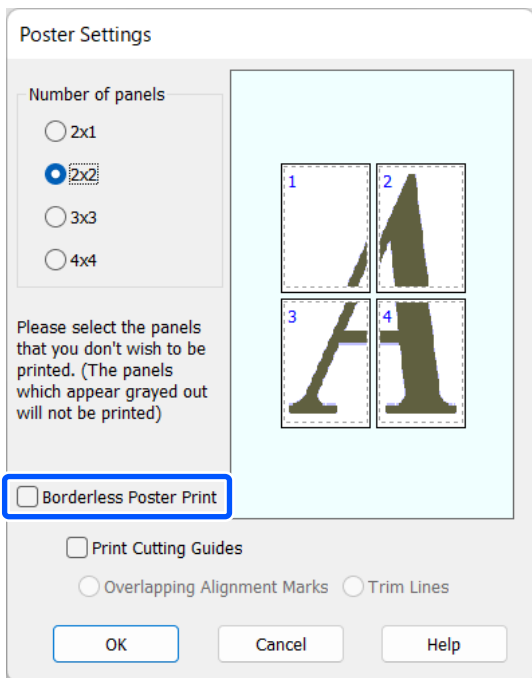 Poster Settings
Number of panels
2x1
2x2
3x3
4x4
1
2
3
4
Please select the panels
that you don't wish to be
printed. (The panels
which appear grayed out
will not be printed)
Borderless Poster Print
Print Cutting Guides
Overlapping Alignment Marks
Trim Lines
OK
Cancel
Help